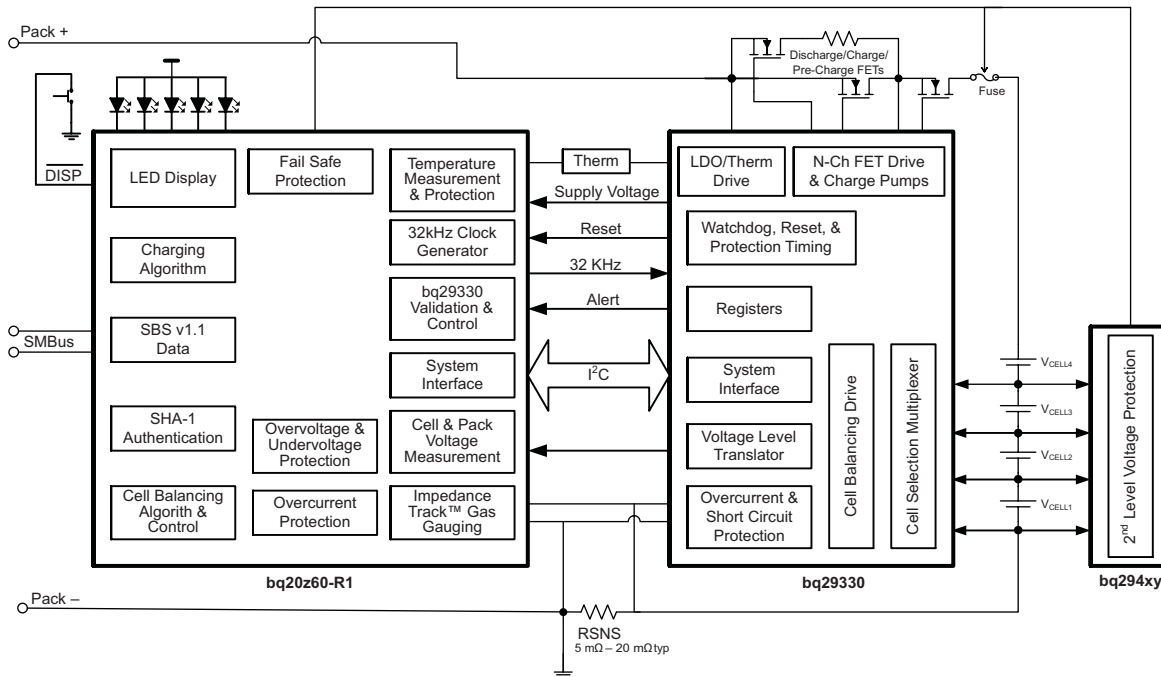 Pack +
Discharge/Charge/
Pre-Charge FETs
Fuse
DISP
LED Display
Fail Safe
Protection
Temperature
Measurement
& Protection
Therm
LDO/Therm
Drive
N-Ch FET Drive
& Charge Pumps
Supply Voltage
Charging
Algorithm
32kHz Clock
Generator
Reset
32 KHz
Watchdog, Reset, &
Protection Timing
bq29330
Validation &
Control
Alert
Registers
SMBus
SBS v1.1
Data
System
Interface
I²C
System
Interface
Cell Balancing Drive
Cell Selection Multiplexer
VCELL4
VCELL3
VCELL2
VCELL1
2nd Level Voltage Protection
SHA-1
Authentication
Overvoltage &
Undervoltage
Protection
Cell & Pack
Voltage
Measurement
Voltage Level
Translator
Cell Balancing
Algorith &
Control
Overcurrent
Protection
Impedance
Track™ Gas
Gauging
Overcurrent &
Short Circuit
Protection
bq20z60-R1
bq29330
bq294xy
Pack –
RSNS
5 mΩ – 20 mΩ typ